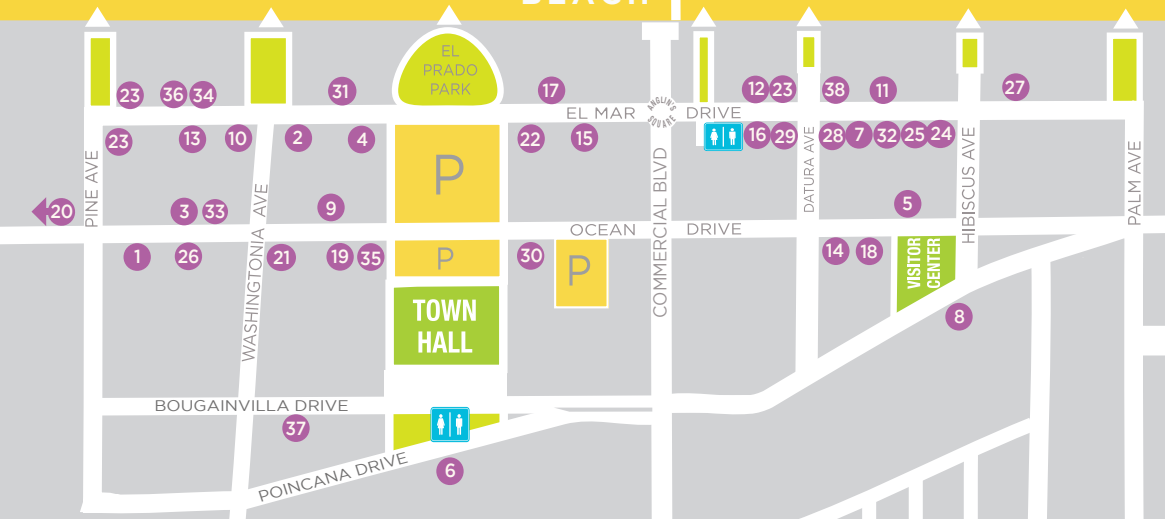 BEACH
EL
PRADO
PARK
23
36
34
31
17
12
23
38
11
27
EL MAR
ANGLIN'S
SQUARE
DRIVE
23
13
10
2
4
22
15
16
29
28
7
32
25
24
P
PINE AVE
WASHINGTONIA AVE
COMMERCIAL BLVD
DATURA AVE
HIBISCUS AVE
PALM AVE
20
3
33
9
5
OCEAN DRIVE
1
26
21
19
35
P
30
P
14
18
VISITOR
CENTER
TOWN
HALL
8
BOUGAINVILLA DRIVE
37
POINCANA DRIVE
6